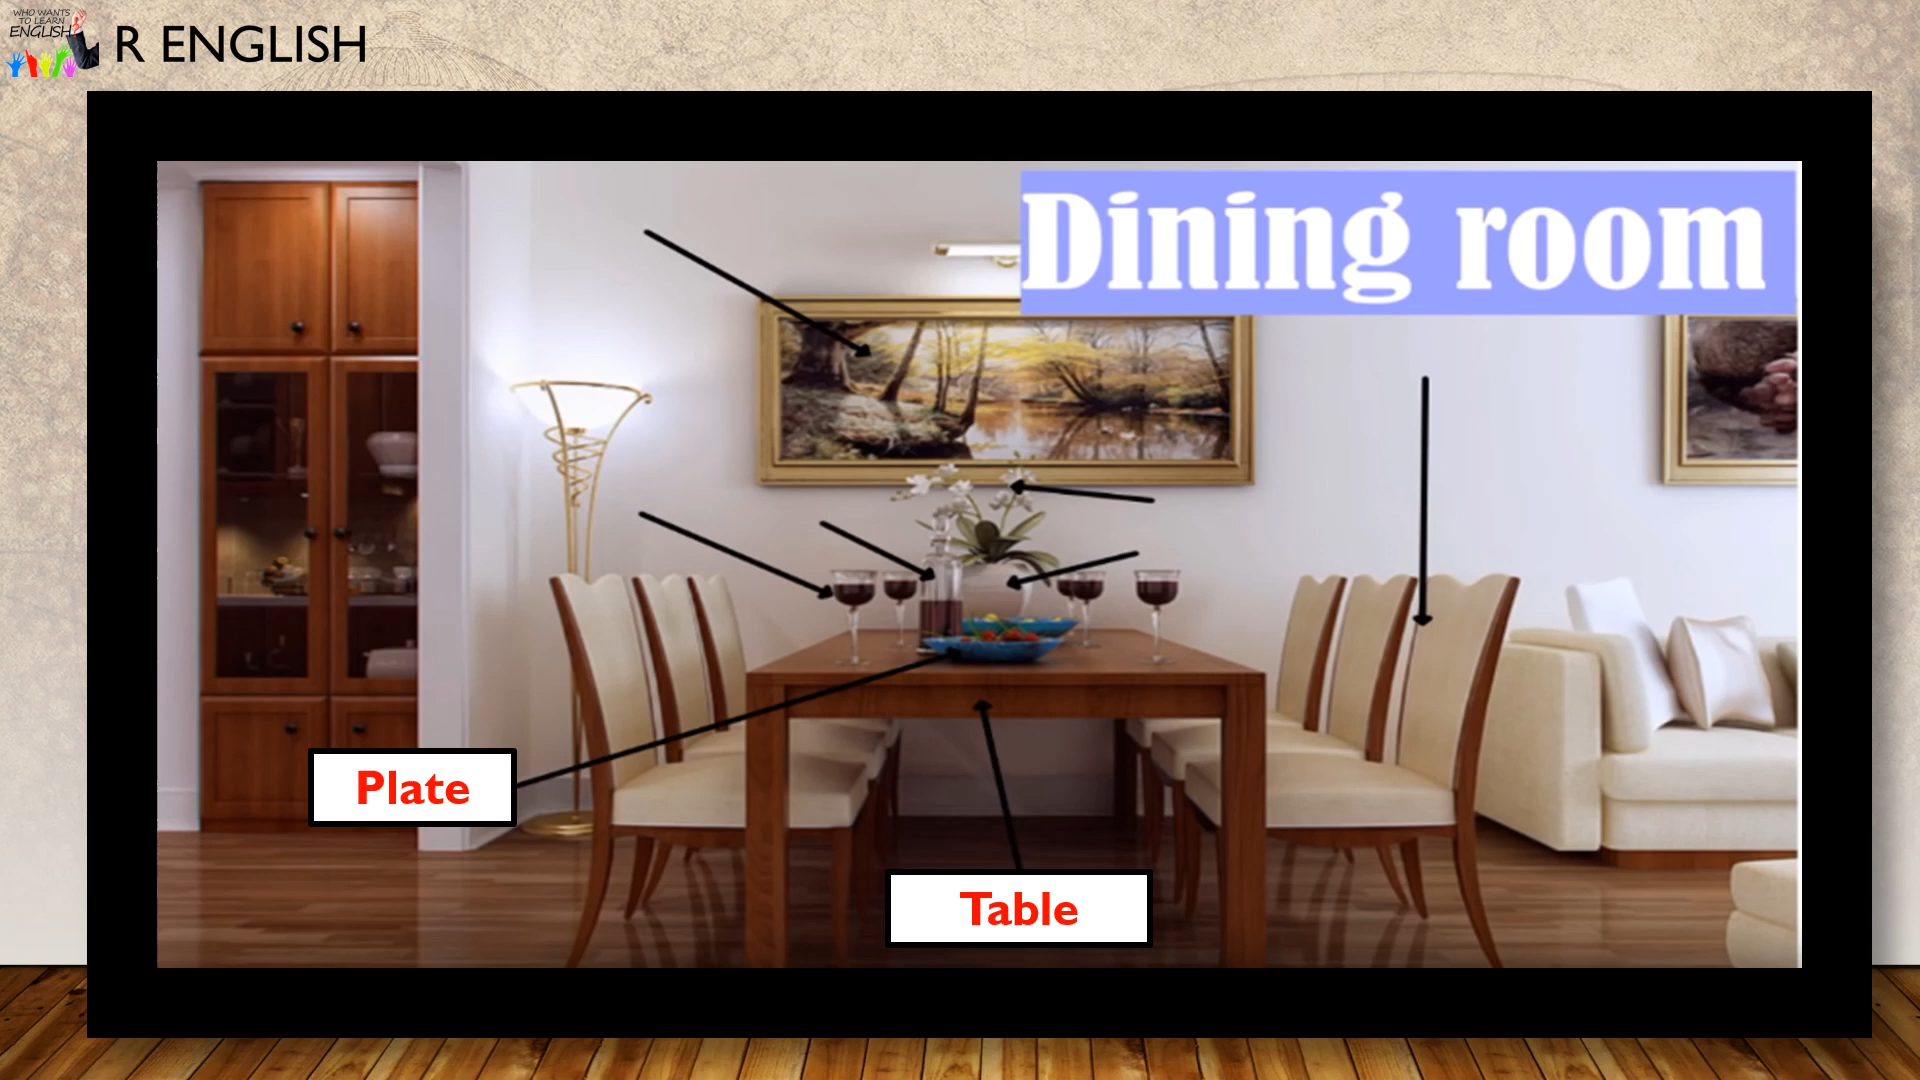 WHO WANTS
TO LEARN
ENGLISH
R ENGLISH
Dining room
Plate
Table